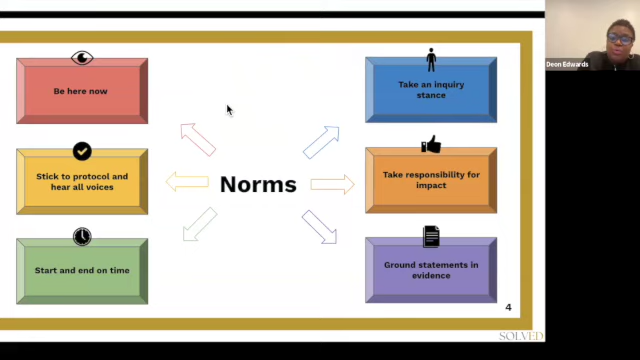 Be here now
Stick to protocol and
hear all voices
Start and end on time
Norms
Take an inquiry
stance
Take responsibility for
impact
Ground statements in
evidence
4
SOLVED
Deon Edwards